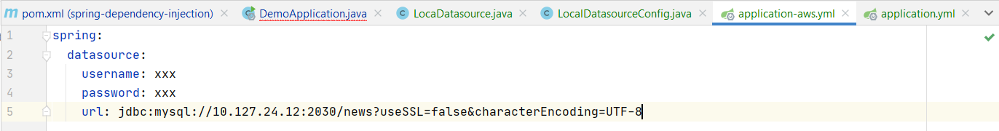 pom.xml (spring-dependency-injection) DemoApplication.java LocaDatasource.java LocalDatasourceConfig.java application-aws.yml application.yml
1 spring:
2 datasource:
3 username: xxx
4 password: xxx
5 url: jdbc:mysql://10.127.24.12:2030/news?useSSL=false&characterEncoding=UTF-8